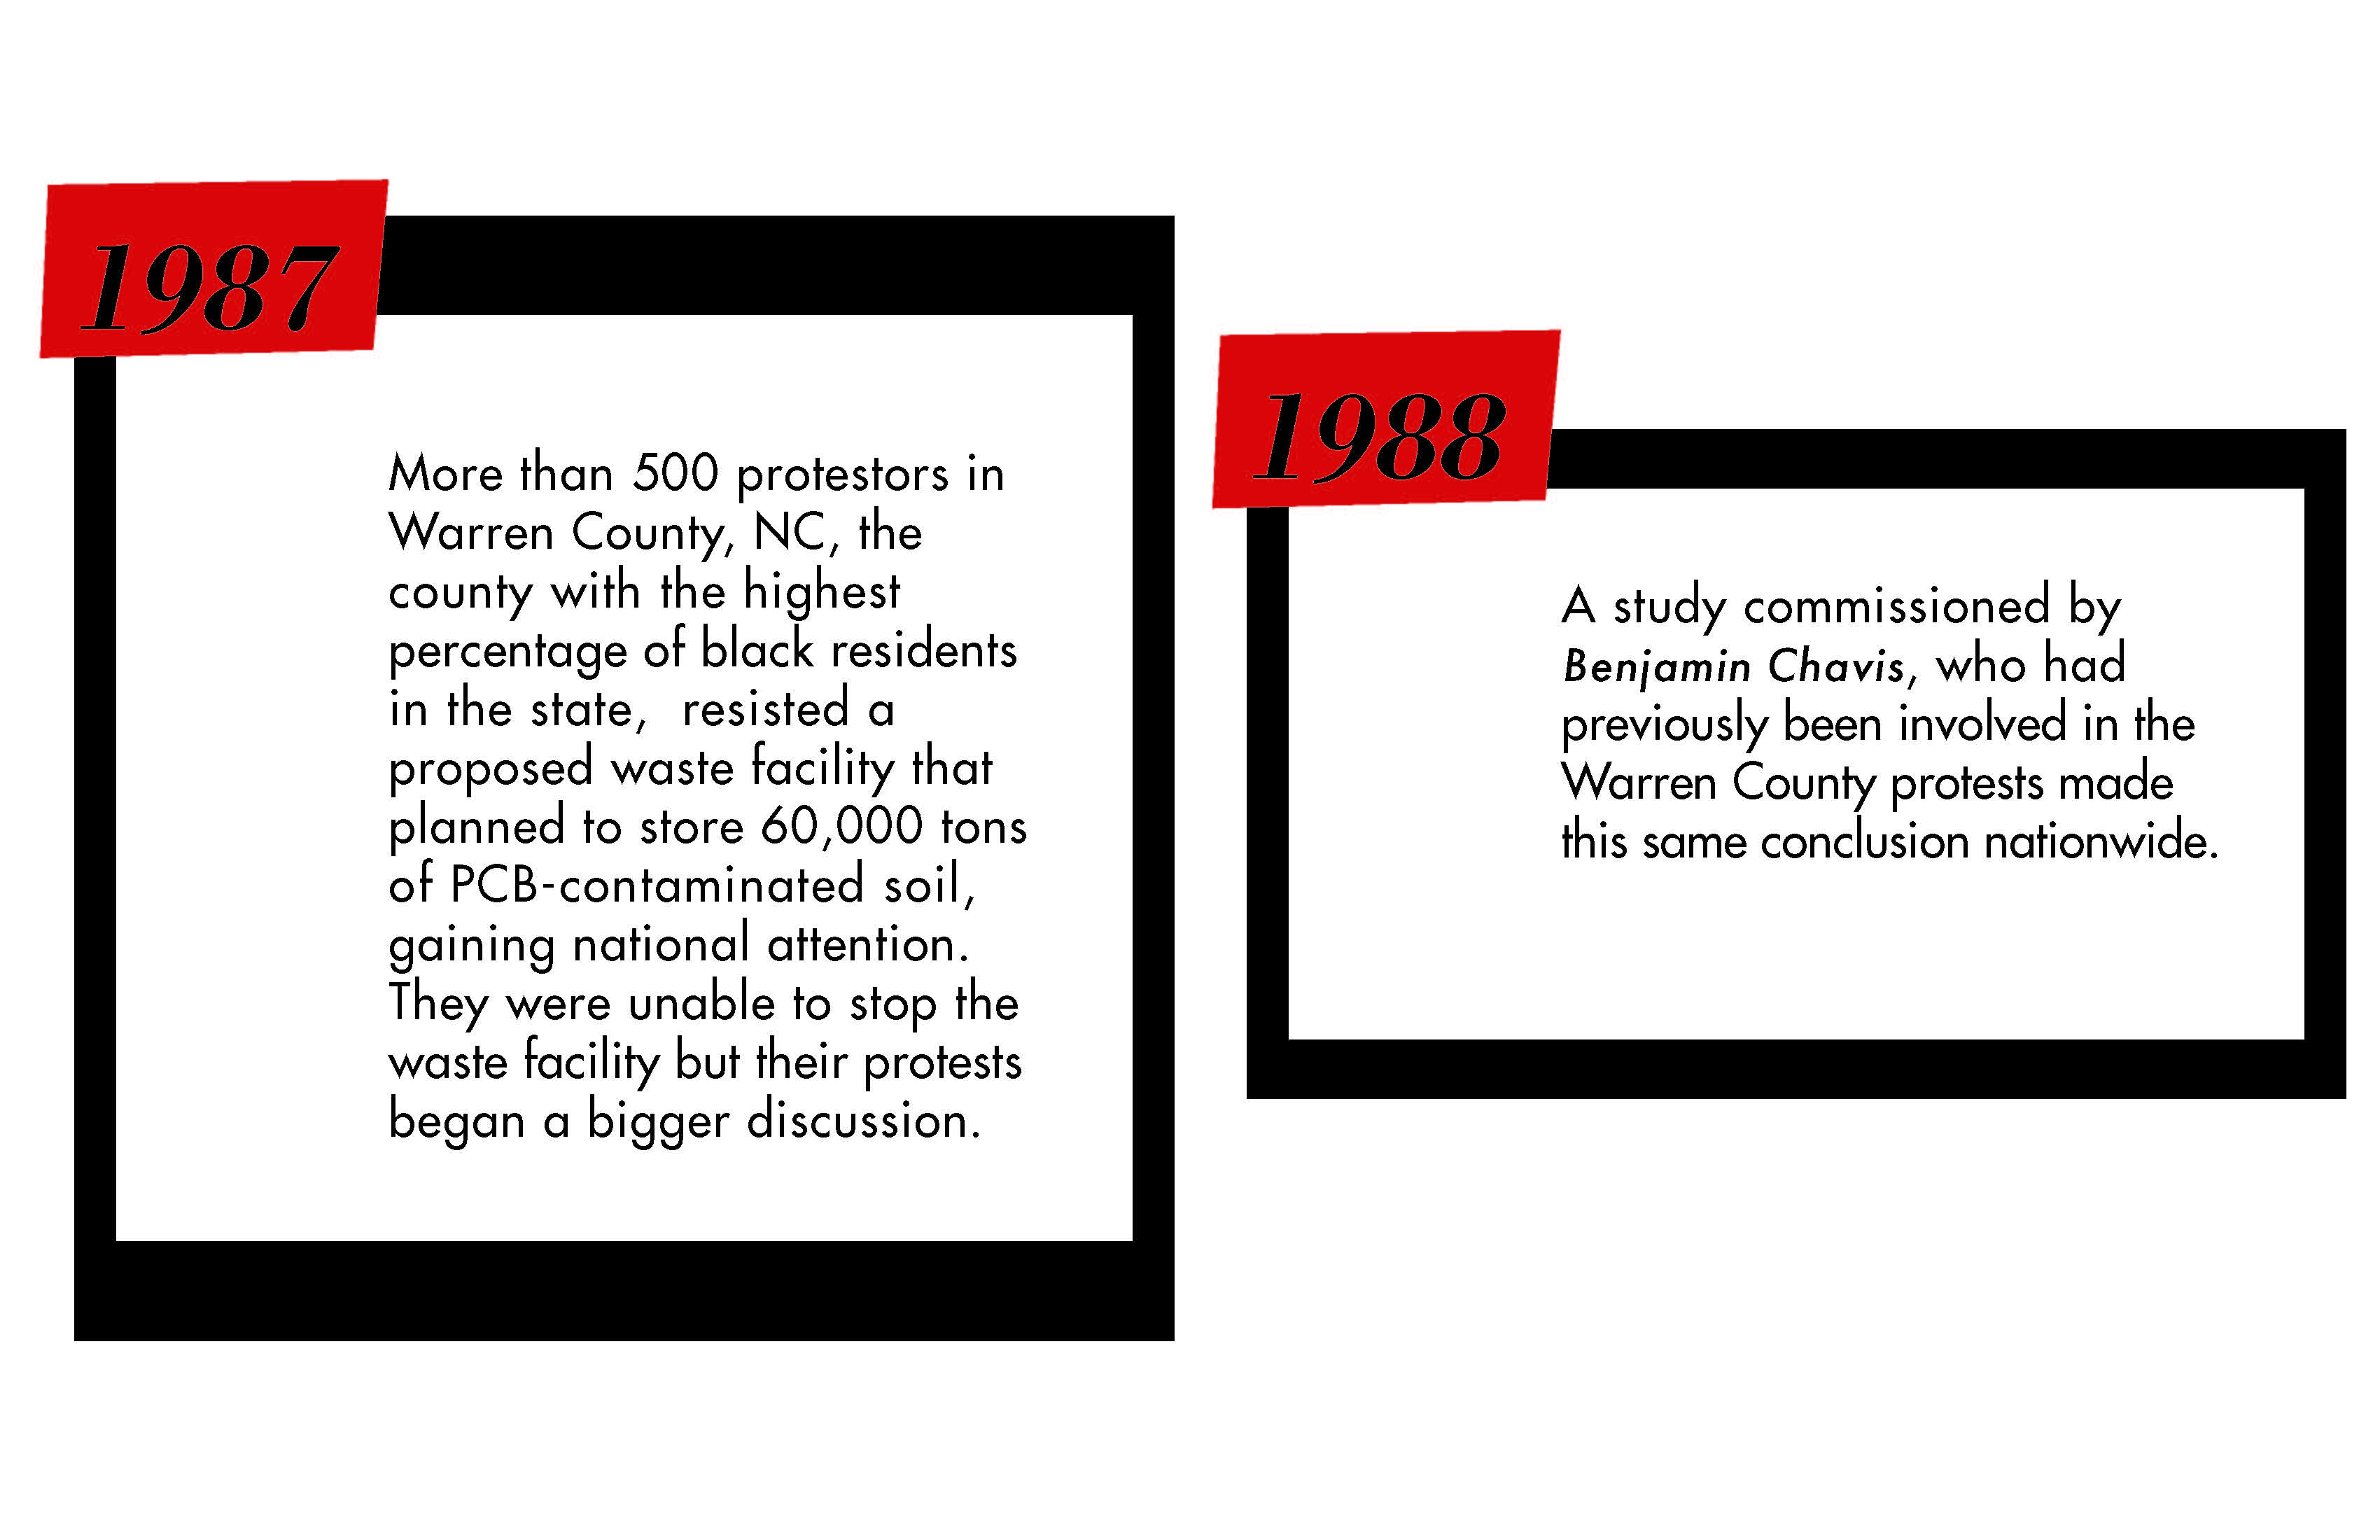 1987
More than 500 protestors in
Warren County, NC, the
county with the highest
percentage of black residents
in the state,  resisted a
proposed waste facility that
planned to store 60,000 tons
of PCB-contaminated soil,
gaining national attention.
They were unable to stop the
waste facility but their protests
began a bigger discussion.
1988
A study commissioned by
Benjamin Chavis, who had
previously been involved in the
Warren County protests made
this same conclusion nationwide.